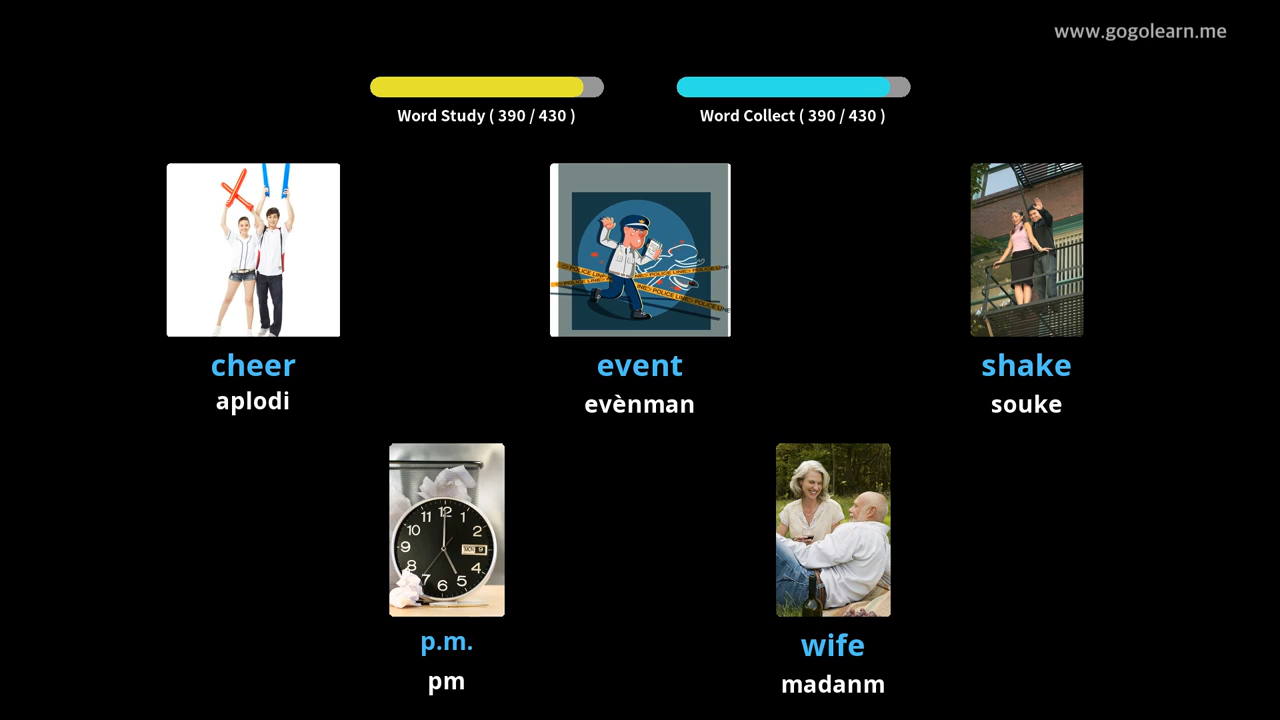 www.gogolearn.me
Word Study ( 390 / 430 )
Word Collect ( 390 / 430 )
cheer
aplodi
event
evènman
shake
souke
p.m.
pm
wife
madanm